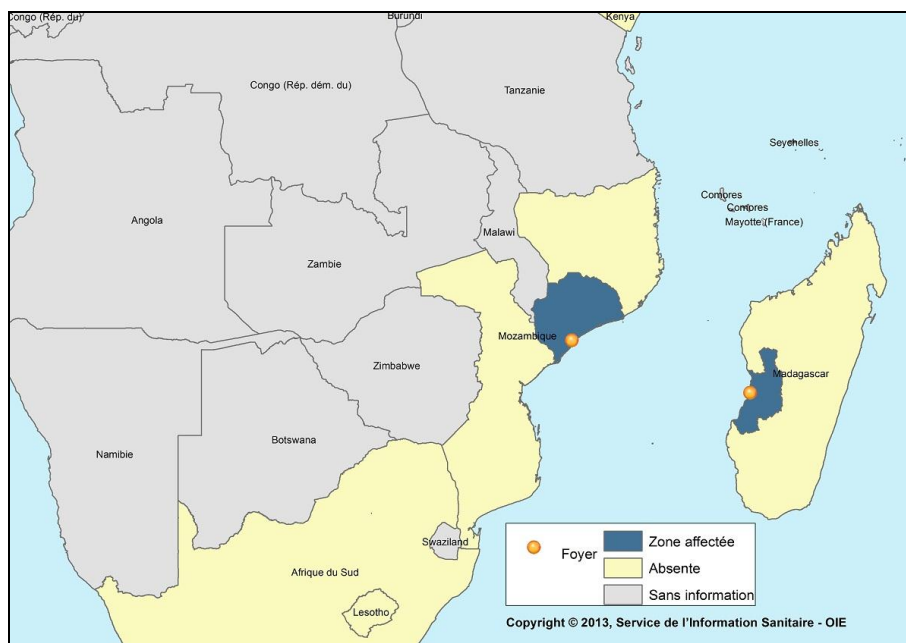 Congo (Rép. du)
Burundi
Kenya
Congo (Rép. dém. du)
Tanzanie
Seychelles
Comores
Comores
Mayotte (France)
Angola
Malawi
Zambie
Mozambique
Zimbabwe
Madagascar
Botswana
Namibie
Swaziland
Afrique du Sud
Lesotho
Foyer
Zone affectée
Absente
Sans information
Copyright © 2013, Service de l'Information Sanitaire - OIE